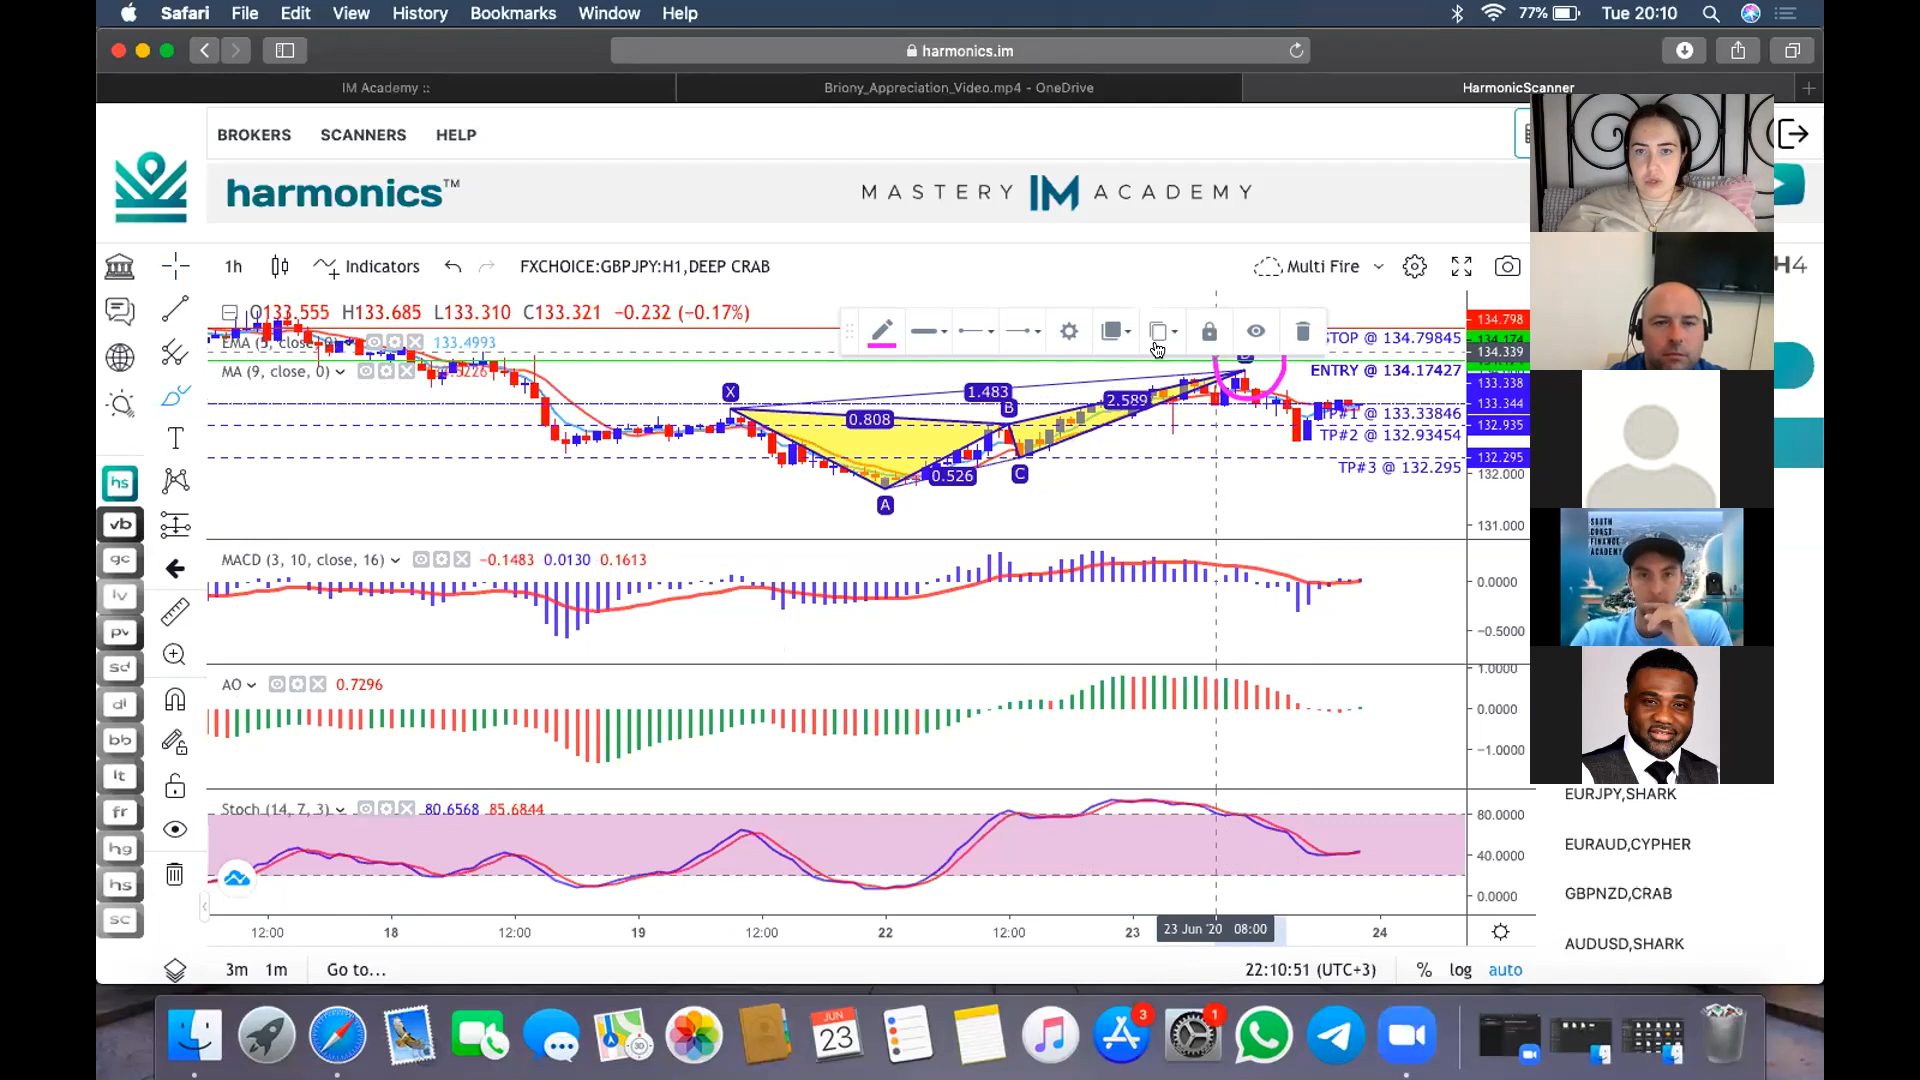 Safari File Edit View History Bookmarks Window Help 77% Tue 20:10
harmonics.im
IM Academy :: Briony_Appreciation_Video.mp4 - OneDrive HarmonicScanner
BROKERS SCANNERS HELP
harmonics™ MASTERY IM ACADEMY
1h Indicators FXCHOICE:GBPJPY:H1,DEEP CRAB Multi Fire H4
O133.555 H133.685 L133.310 C133.321 −0.232 (−0.17%)
134.798
STOP @ 134.79845
134.174
134.339
133.4993
MA (9, close, 0)
ENTRY @ 134.17427
133.338
133.344
TP#1 @ 133.33846
132.935
TP#2 @ 132.93454
132.295
TP#3 @ 132.295
132.000
131.000
X 1.483 B 2.589
0.808
0.526 C
A
MACD (3, 10, close, 16) −0.1483 0.0130 0.1613
0.0000
−0.5000
AO 0.7296
1.0000
0.0000
−1.0000
Stoch (14, 7, 3) 80.6568 85.6844
80.0000
40.0000
0.0000
12:00 18 12:00 19 12:00 22 12:00 23 23 Jun '20 08:00 24
3m 1m Go to... 22:10:51 (UTC+3) % log auto
hs
vb
gc
lv
pv
sd
dl
bb
lt
fr
hg
hs
sc
SOUTH
COAST
FINANCE
ACADEMY
EURJPY,SHARK
EURAUD,CYPHER
GBPNZD,CRAB
AUDUSD,SHARK
JUN
23
3
1